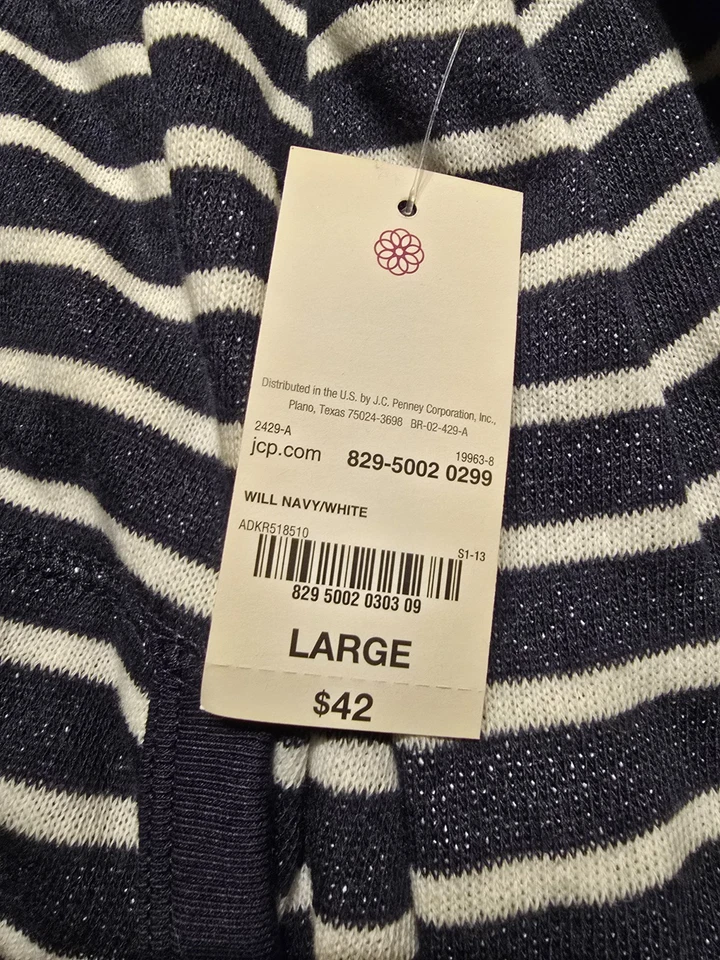 Distributed in the U.S. by J.C. Penney Corporation, Inc.,
Plano, Texas 75024-3698 BR-02-429-A
2429-A 19963-8
jcp.com 829-5002 0299
WILL NAVY/WHITE
ADKR518510 S1-13
829 5002 0303 09
LARGE
$42